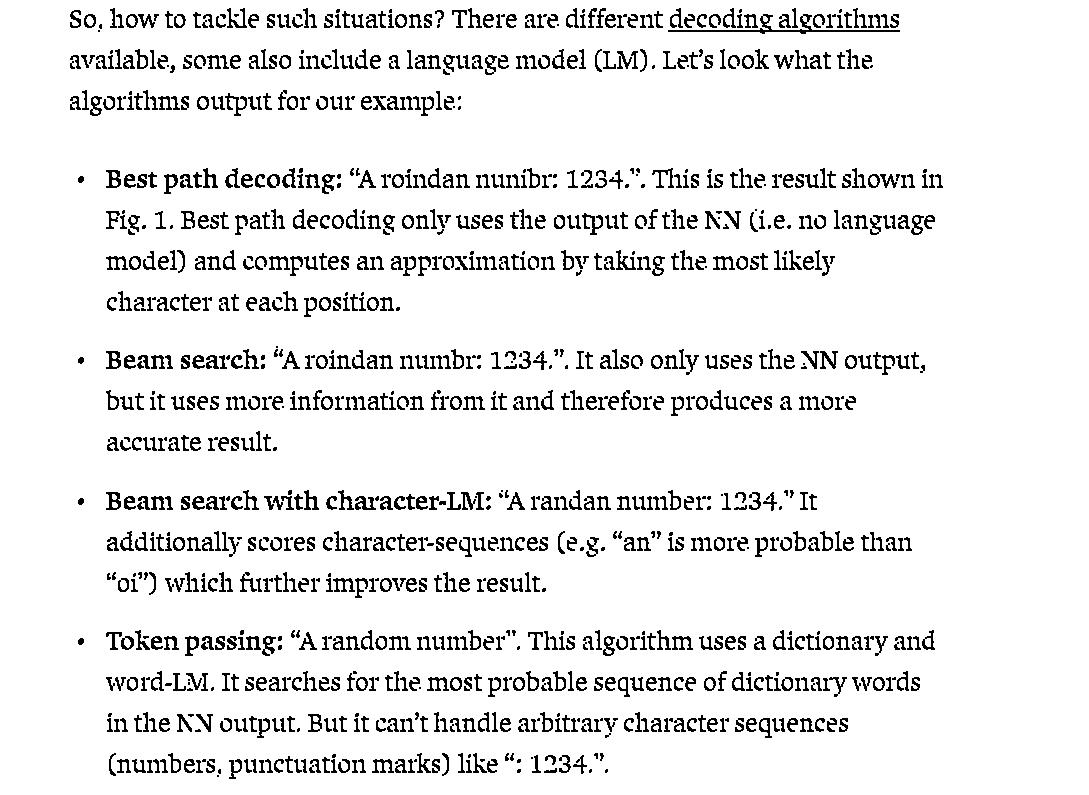 So, how to tackle such situations? There are different decoding algorithms
available, some also include a language model (LM). Let’s look what the
algorithms output for our example:
• Best path decoding: “A roindan nunibr: 1234.”. This is the result shown in
Fig. 1. Best path decoding only uses the output of the NN (i.e. no language
model) and computes an approximation by taking the most likely
character at each position.
• Beam search: “A roindan numbr: 1234.”. It also only uses the NN output,
but it uses more information from it and therefore produces a more
accurate result.
• Beam search with character-LM: “A randan number: 1234.” It
additionally scores character-sequences (e.g. “an” is more probable than
“oi”) which further improves the result.
• Token passing: “A random number”. This algorithm uses a dictionary and
word-LM. It searches for the most probable sequence of dictionary words
in the NN output. But it can’t handle arbitrary character sequences
(numbers, punctuation marks) like “: 1234.”.